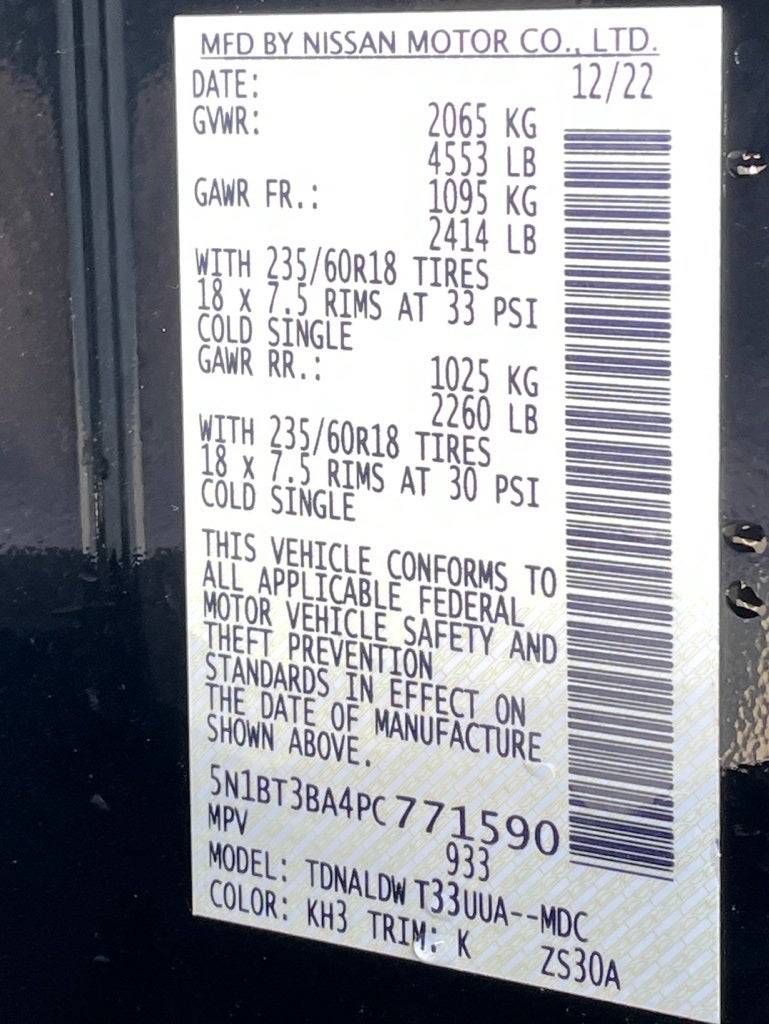 MFD BY NISSAN MOTOR CO., LTD.
DATE: 12/22
GVWR: 2065 KG
4553 LB
GAWR FR.: 1095 KG
2414 LB
WITH 235/60R18 TIRES
18 x 7.5 RIMS AT 33 PSI
COLD SINGLE
GAWR RR.: 1025 KG
2260 LB
WITH 235/60R18 TIRES
18 x 7.5 RIMS AT 30 PSI
COLD SINGLE
THIS VEHICLE CONFORMS TO
ALL APPLICABLE FEDERAL
MOTOR VEHICLE SAFETY AND
THEFT PREVENTION
STANDARDS IN EFFECT ON
THE DATE OF MANUFACTURE
SHOWN ABOVE.
5N1BT3BA4PC771590
MPV 933
MODEL: TDNALDW T33UUA--MDC
COLOR: KH3 TRIM: K ZS30A